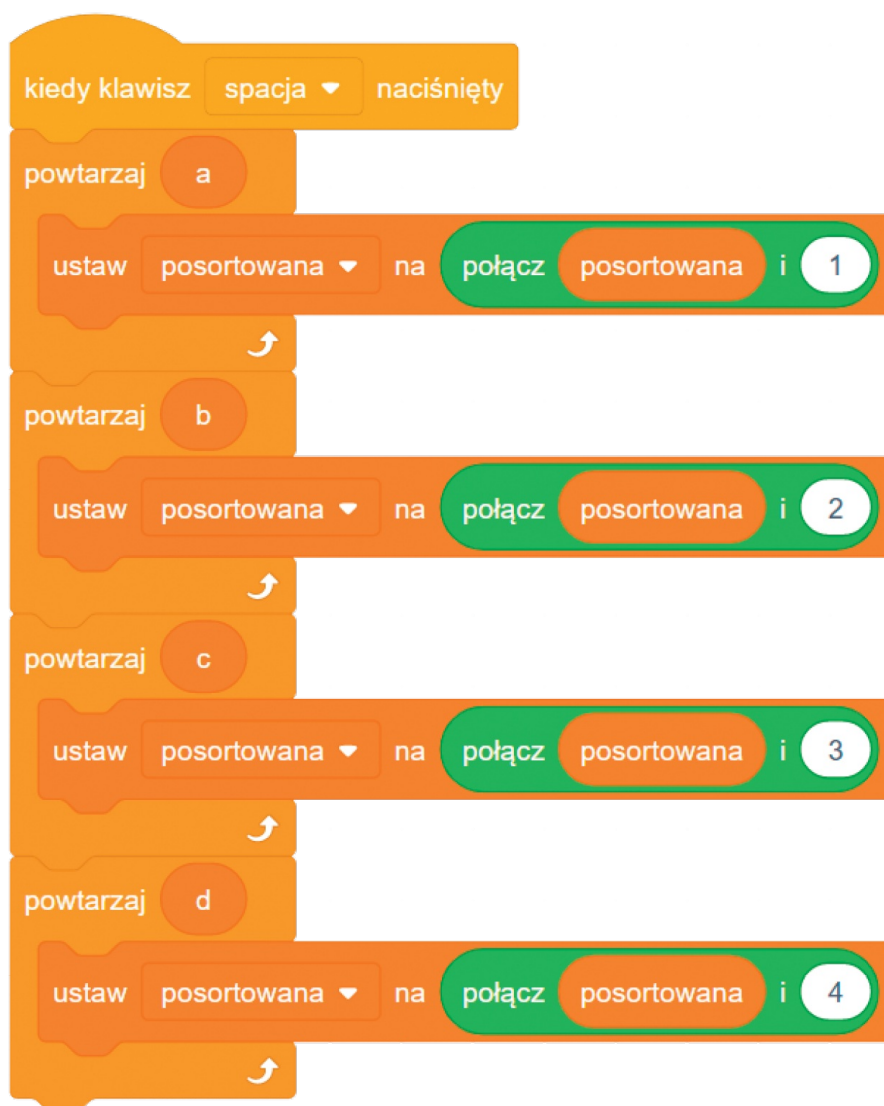 kiedy klawisz spacja naciśnięty
powtarzaj a
ustaw posortowana na połącz posortowana i 1
powtarzaj b
ustaw posortowana na połącz posortowana i 2
powtarzaj c
ustaw posortowana na połącz posortowana i 3
powtarzaj d
ustaw posortowana na połącz posortowana i 4